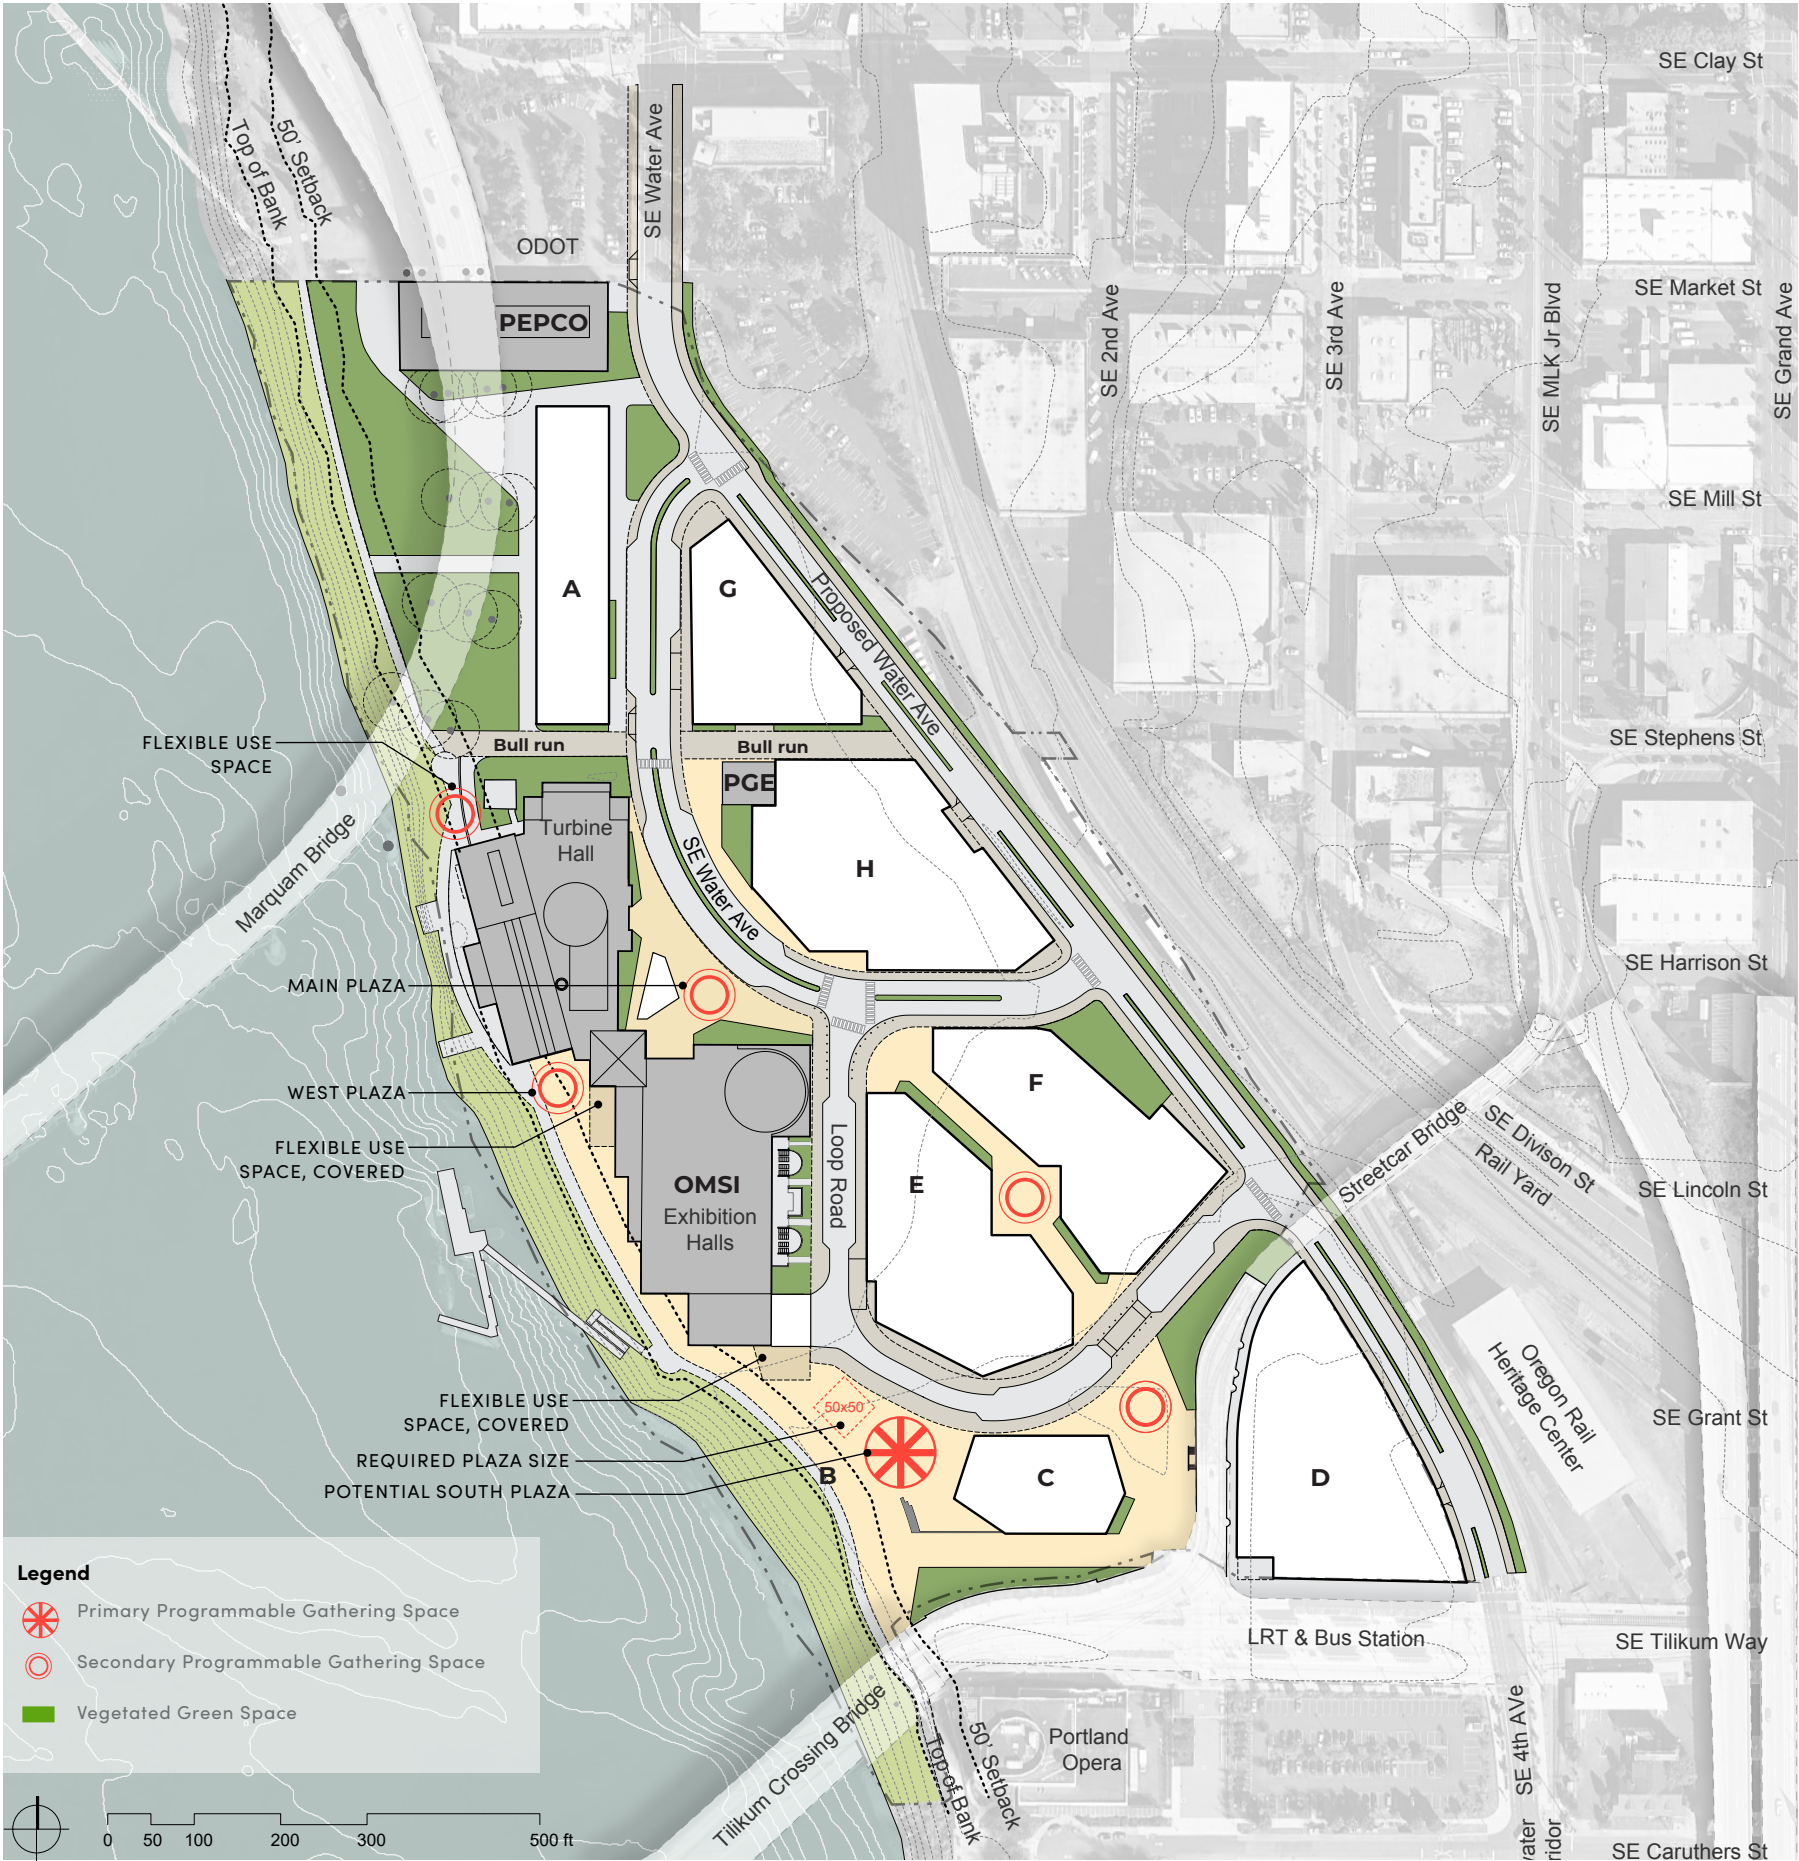 SE Clay St
SE Water Ave
Top of Bank
50' Setback
ODOT
SE Market St
SE 2nd Ave
SE 3rd Ave
SE MLK Jr Blvd
SE Grand Ave
PEPCO
SE Mill St
A
G
Proposed Water Ave
FLEXIBLE USE
SPACE
Bull run
Bull run
SE Stephens St
PGE
Turbine
Hall
H
SE Water Ave
Marquam Bridge
SE Harrison St
MAIN PLAZA
F
WEST PLAZA
FLEXIBLE USE
SPACE, COVERED
Loop Road
E
OMSI
Exhibition
Halls
Streetcar Bridge
SE Divison St
Rail Yard
SE Lincoln St
Oregon Rail
Heritage Center
FLEXIBLE USE
SPACE, COVERED
50x50
SE Grant St
REQUIRED PLAZA SIZE
POTENTIAL SOUTH PLAZA
B
C
D
Legend
Primary Programmable Gathering Space
Secondary Programmable Gathering Space
Vegetated Green Space
LRT & Bus Station
SE Tilikum Way
Tilikum Crossing Bridge
Top of Bank
50' Setback
Portland
Opera
SE 4th AVe
0 50 100 200 300 500 ft
SE Caruthers St